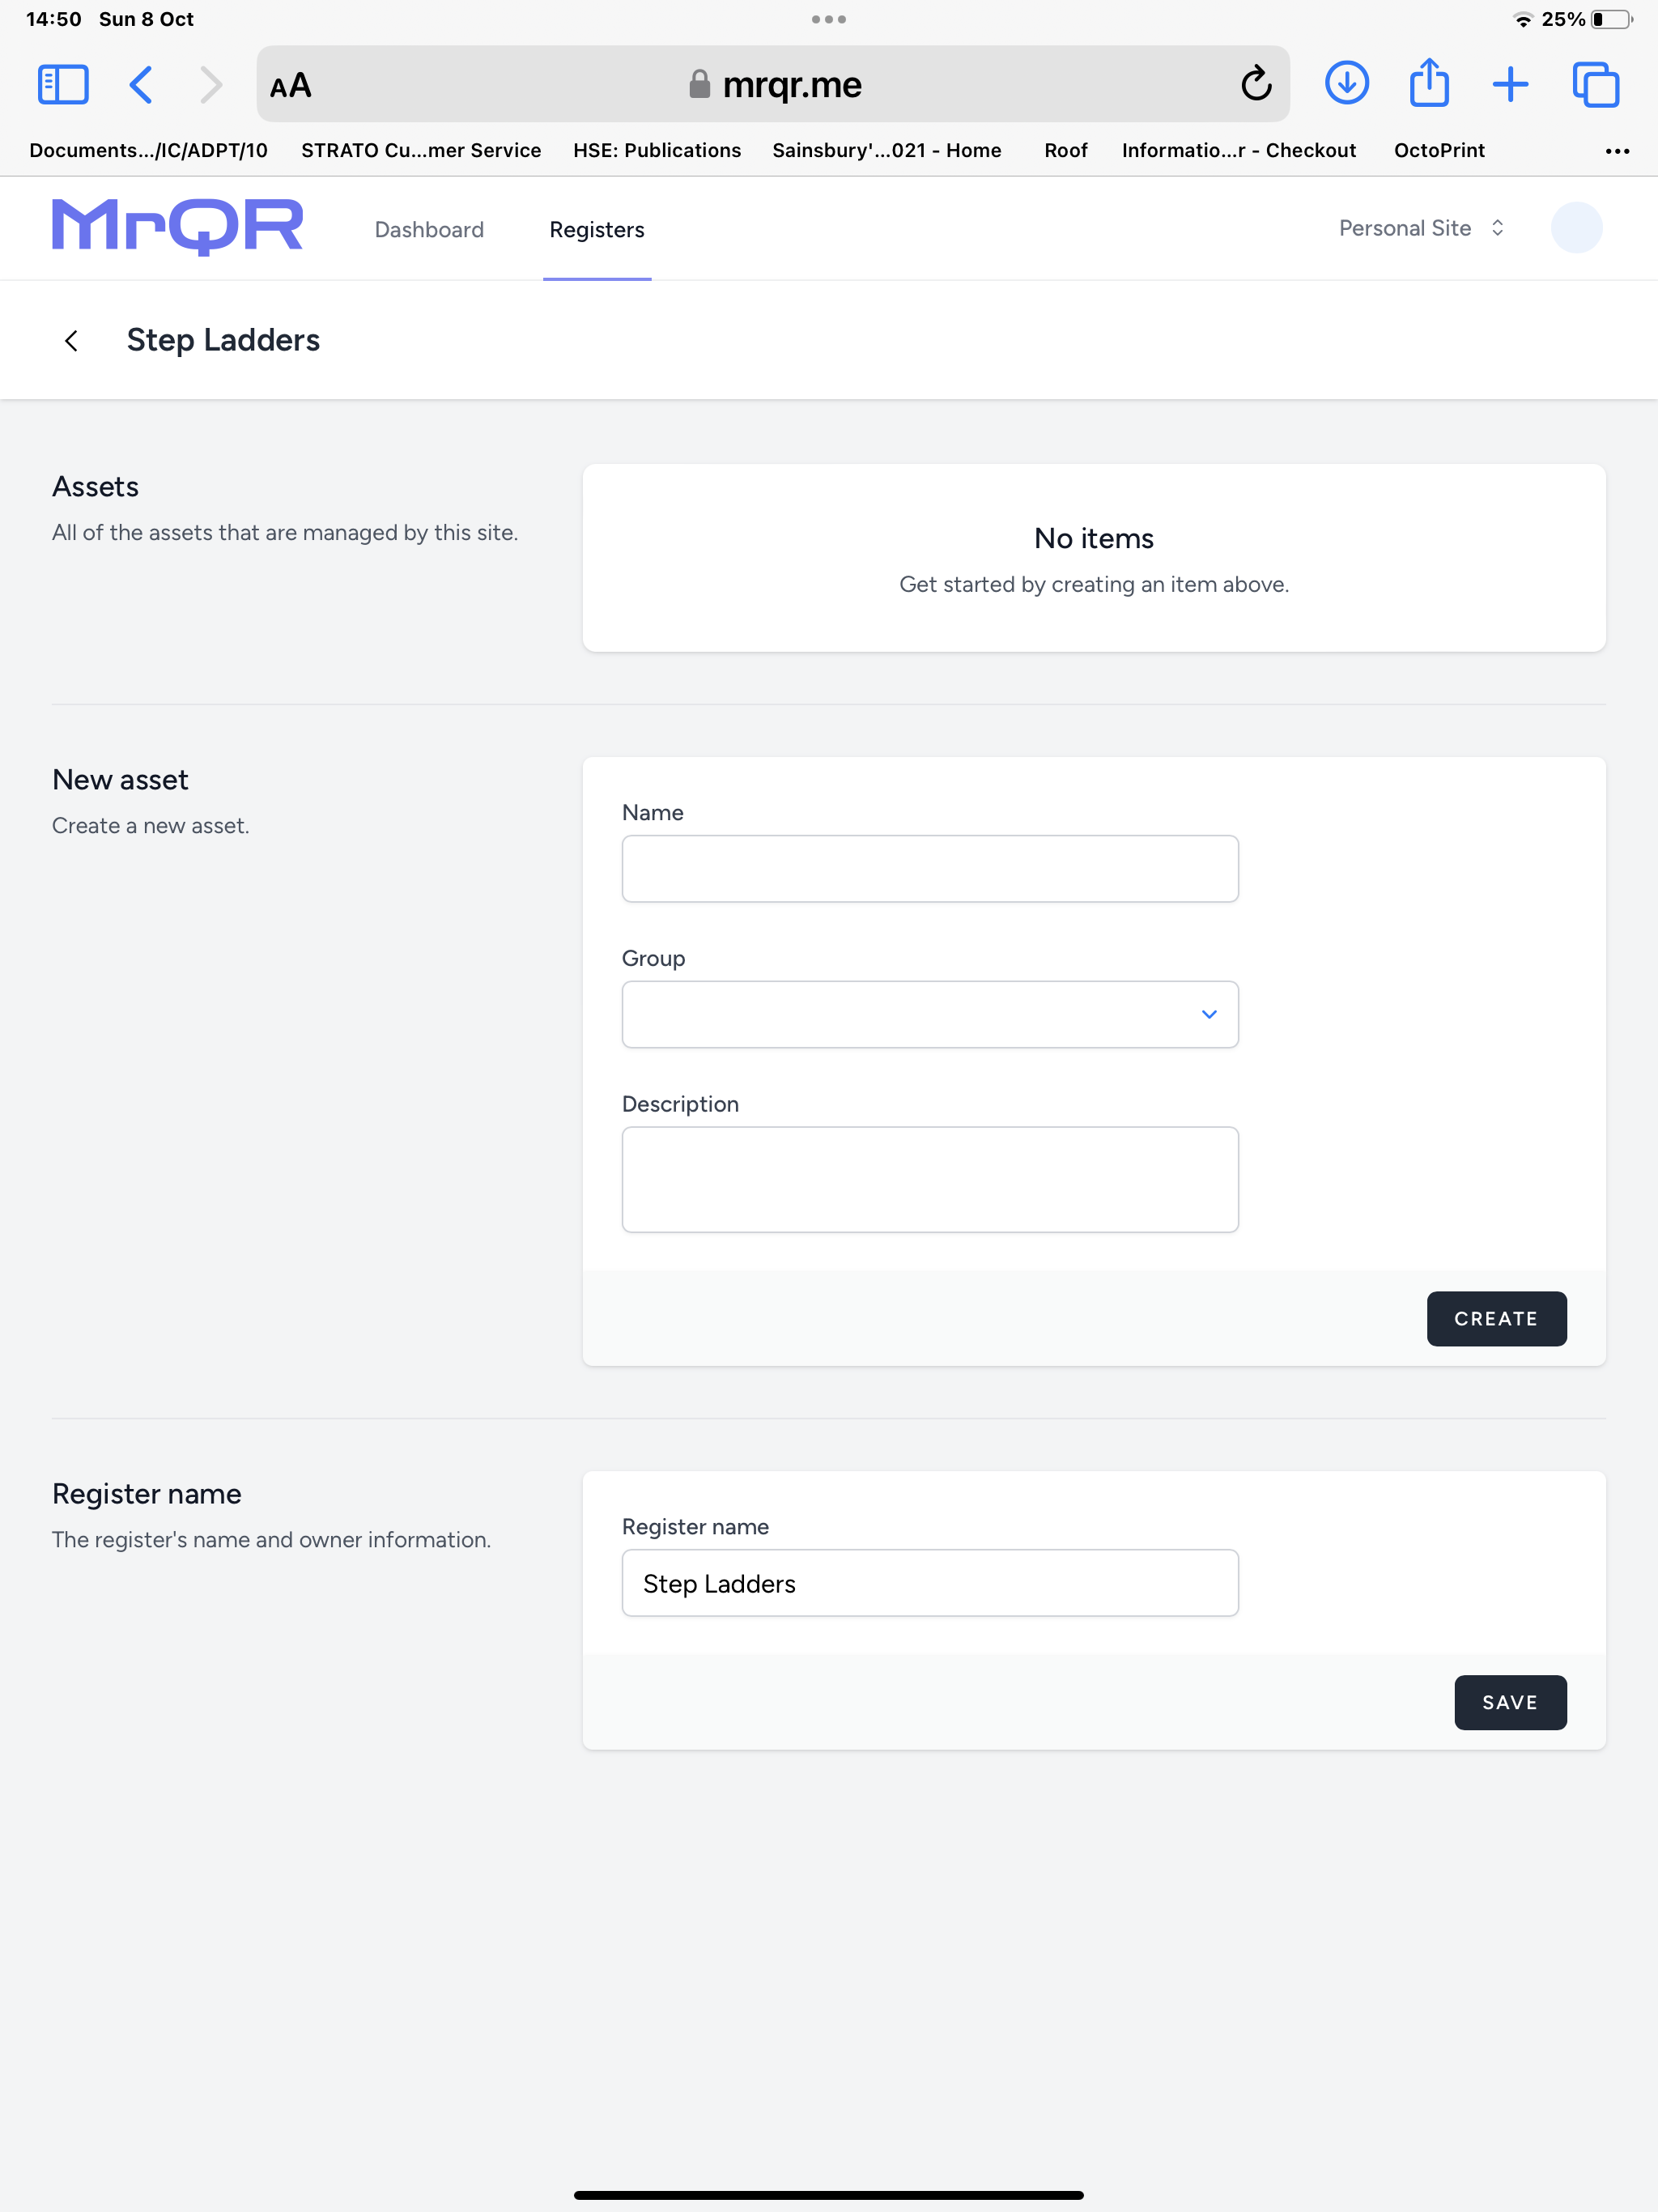 14:50 Sun 8 Oct
25%
AA
mrqr.me
Documents.../IC/ADPT/10 STRATO Cu...mer Service HSE: Publications Sainsbury'...021 - Home Roof Informatio...r - Checkout OctoPrint
MrQR Dashboard Registers Personal Site
Step Ladders
Assets
All of the assets that are managed by this site.
No items
Get started by creating an item above.
New asset
Create a new asset.
Name
Group
Description
CREATE
Register name
The register's name and owner information.
Register name
Step Ladders
SAVE